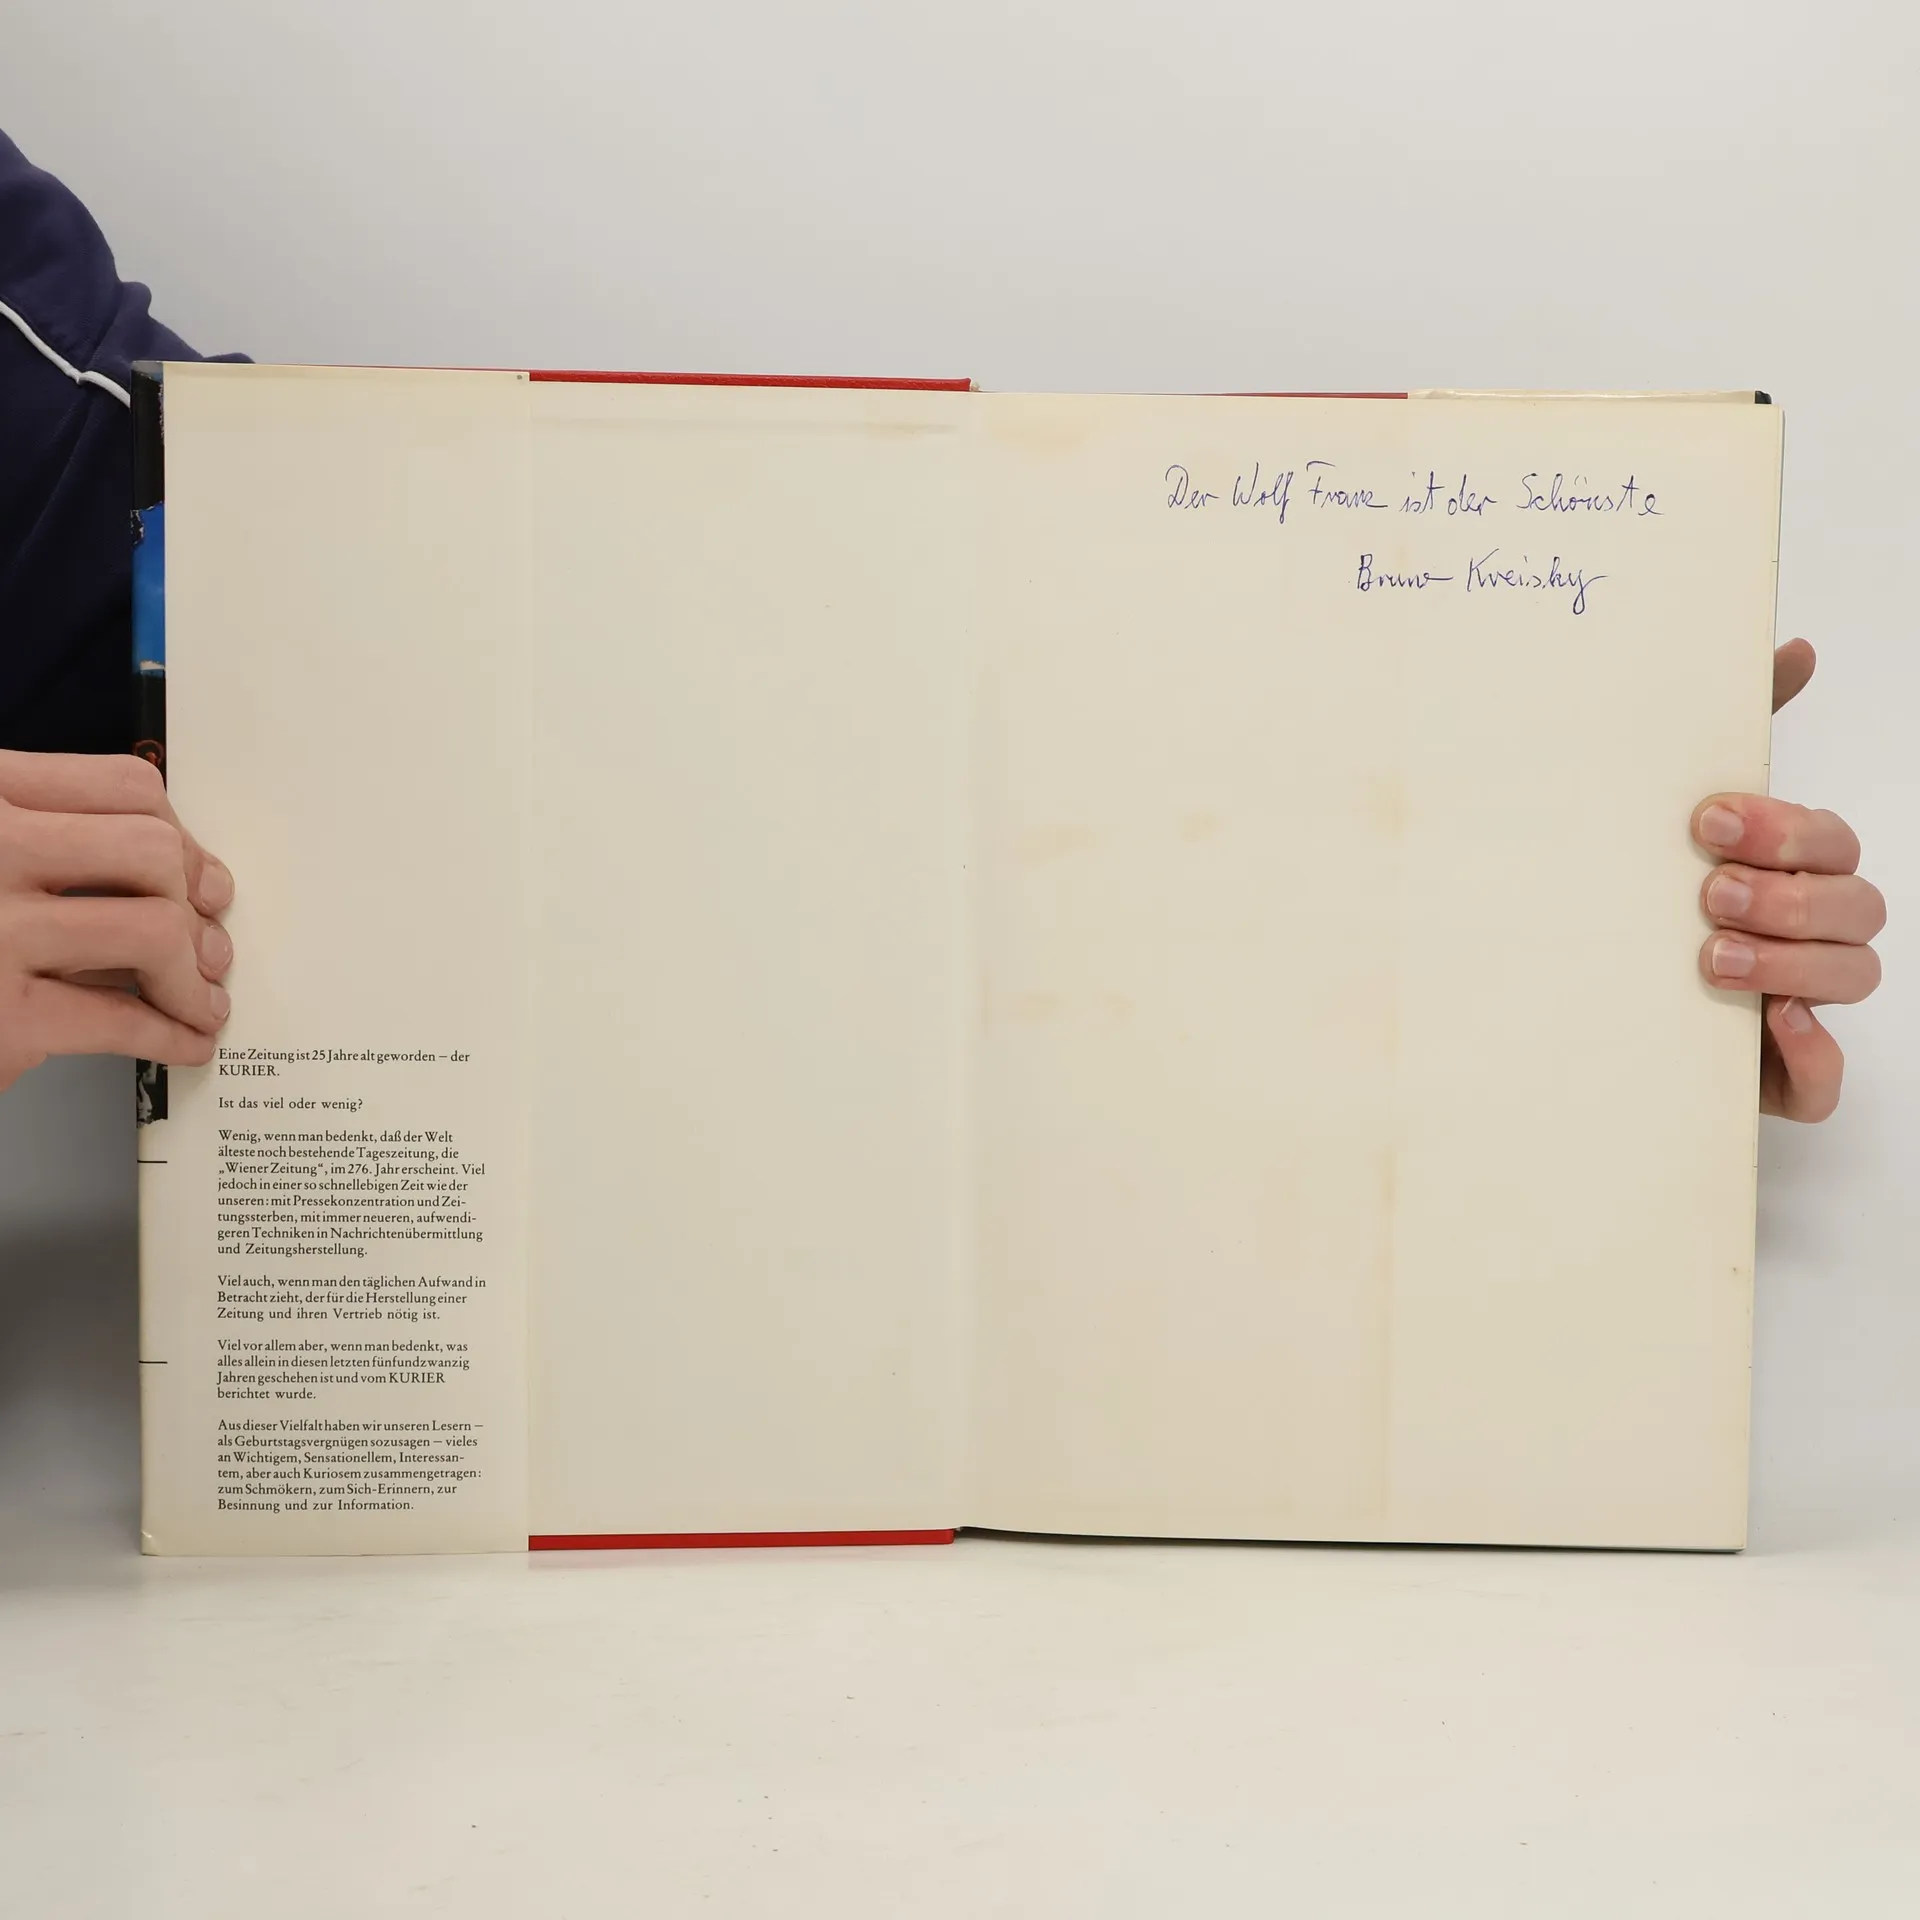 Der Wolf Franz ist der Schönste
Bruno Kreisky
Eine Zeitung ist 25 Jahre alt geworden – der
KURIER.
Ist das viel oder wenig?
Wenig, wenn man bedenkt, daß der Welt
älteste noch bestehende Tageszeitung, die
„Wiener Zeitung“, im 276. Jahr erscheint. Viel
jedoch in einer so schnellebigen Zeit wie der
unseren: mit Pressekonzentration und Zei-
tungssterben, mit immer neueren, aufwendi-
geren Techniken in Nachrichtenübermittlung
und Zeitungsherstellung.
Viel auch, wenn man den täglichen Aufwand in
Betracht zieht, der für die Herstellung einer
Zeitung und ihren Vertrieb nötig ist.
Viel vor allem aber, wenn man bedenkt, was
alles allein in diesen letzten fünfundzwanzig
Jahren geschehen ist und vom KURIER
berichtet wurde.
Aus dieser Vielfalt haben wir unseren Lesern –
als Geburtstagsvergnügen sozusagen – vieles
an Wichtigem, Sensationellem, Interessan-
tem, aber auch Kuriosem zusammengetragen:
zum Schmökern, zum Sich-Erinnern, zur
Besinnung und zur Information.